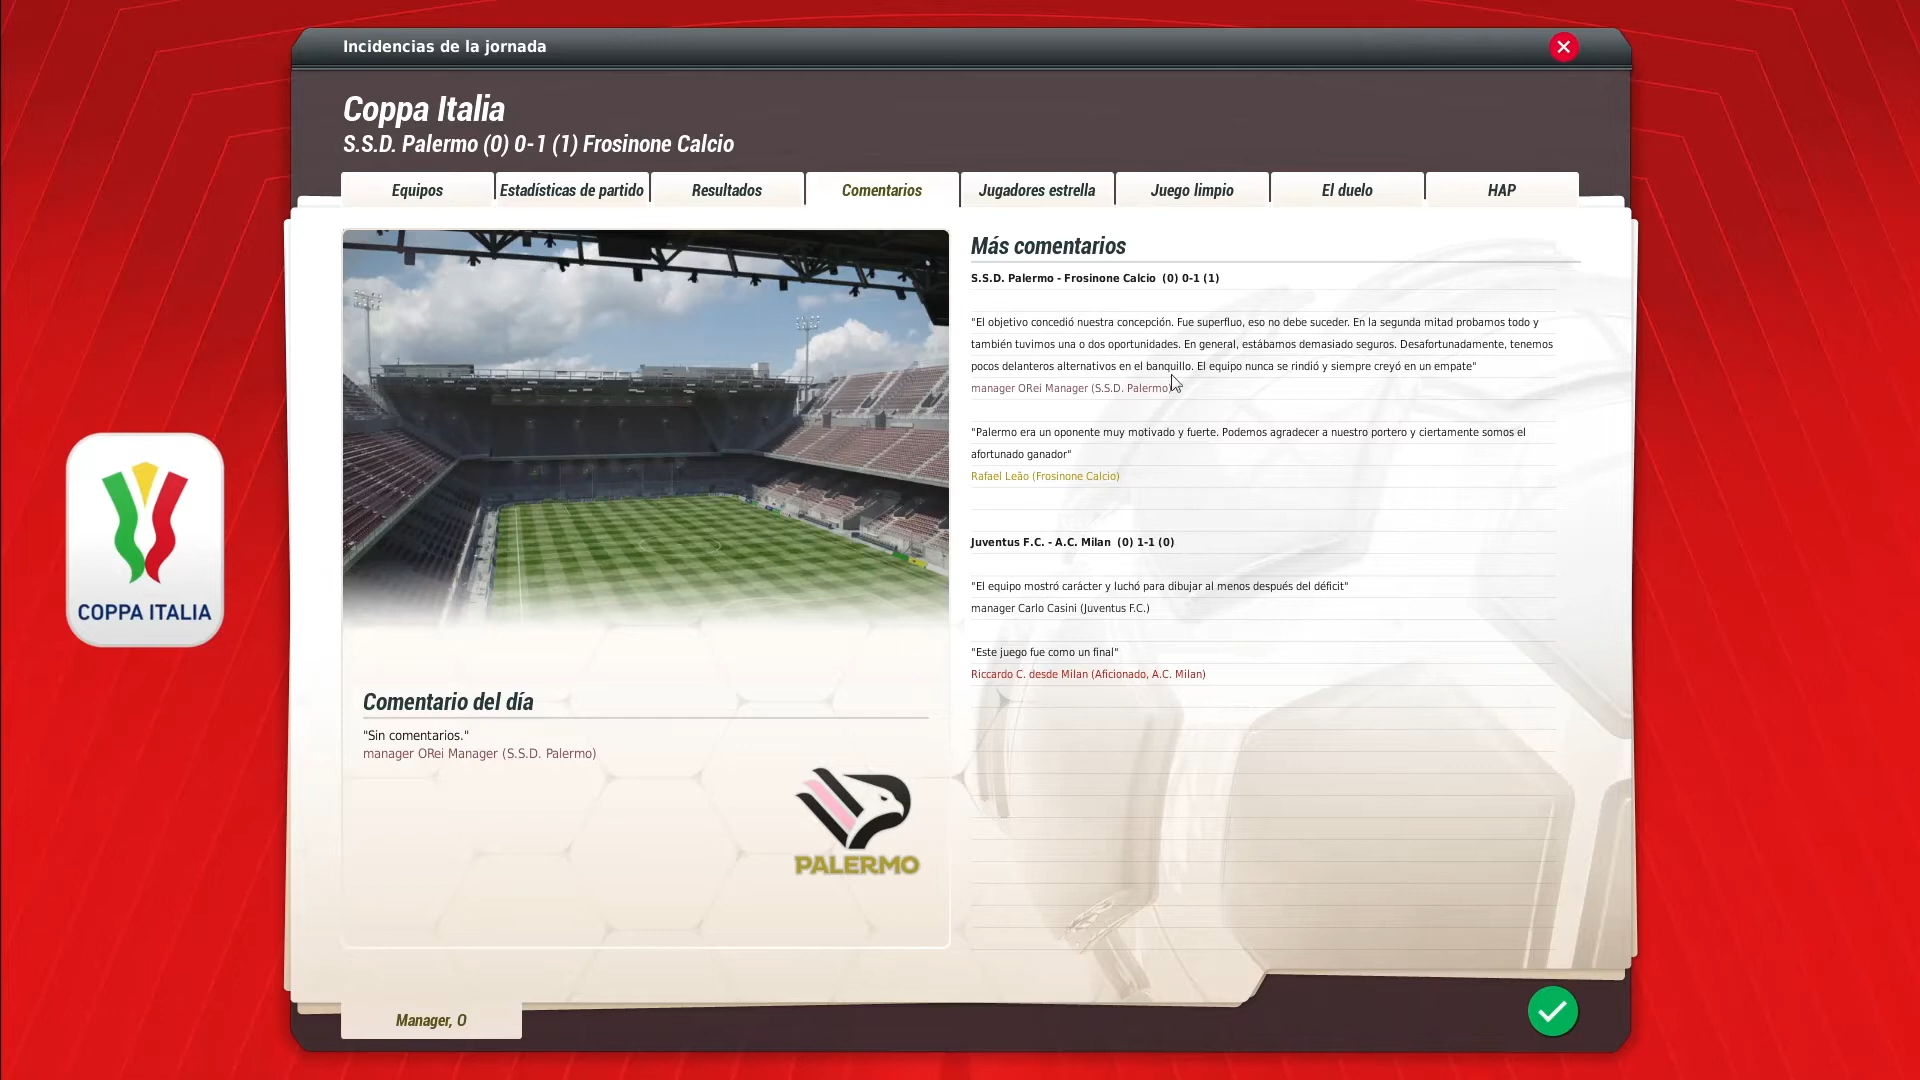 Incidencias de la jornada
Coppa Italia
S.S.D. Palermo (0) 0-1 (1) Frosinone Calcio
Equipos
Estadísticas de partido
Resultados
Comentarios
Jugadores estrella
Juego limpio
El duelo
HAP
Más comentarios
S.S.D. Palermo - Frosinone Calcio (0) 0-1 (1)
"El objetivo concedió nuestra concepción. Fue superfluo, eso no debe suceder. En la segunda mitad probamos todo y
también tuvimos una o dos oportunidades. En general, estábamos demasiado seguros. Desafortunadamente, tenemos
pocos delanteros alternativos en el banquillo. El equipo nunca se rindió y siempre creyó en un empate"
manager ORei Manager (S.S.D. Palermo)
"Palermo era un oponente muy motivado y fuerte. Podemos agradecer a nuestro portero y ciertamente somos el
afortunado ganador"
Rafael Leão (Frosinone Calcio)
Juventus F.C. - A.C. Milan (0) 1-1 (0)
"El equipo mostró carácter y luchó para dibujar al menos después del déficit"
manager Carlo Casini (Juventus F.C.)
"Este juego fue como un final"
Riccardo C. desde Milan (Aficionado, A.C. Milan)
COPPA ITALIA
Comentario del día
"Sin comentarios."
manager ORei Manager (S.S.D. Palermo)
PALERMO
Manager, O